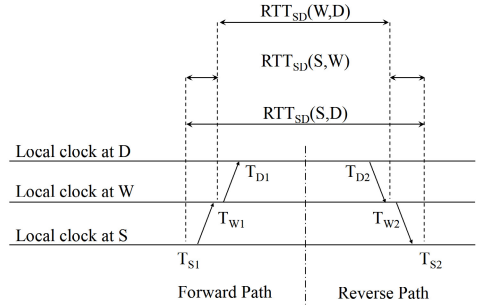 RTT_SD(W,D)
RTT_SD(S,W)
RTT_SD(S,D)
Local clock at D
T_D1 T_D2
Local clock at W
T_W1 T_W2
Local clock at S
T_S1 T_S2
Forward Path Reverse Path